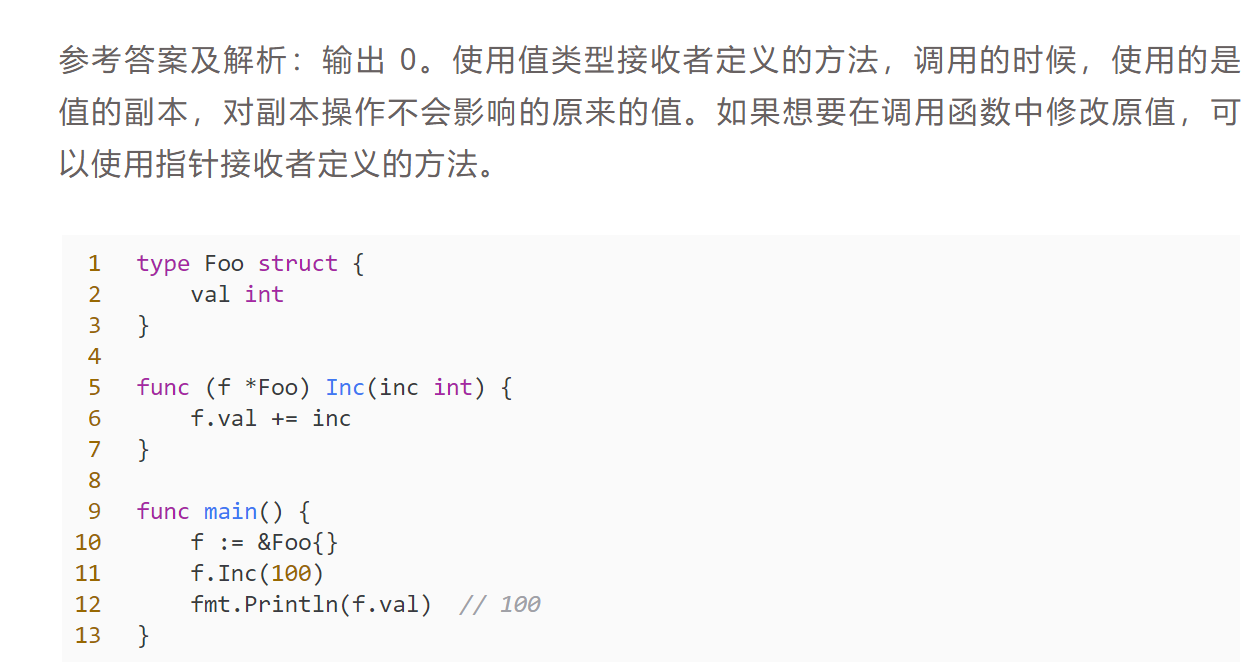 参考答案及解析：输出 0。使用值类型接收者定义的方法，调用的时候，使用的是
值的副本，对副本操作不会影响的原来的值。如果想要在调用函数中修改原值，可
以使用指针接收者定义的方法。
1 type Foo struct {
2     val int
3 }
4
5 func (f *Foo) Inc(inc int) {
6     f.val += inc
7 }
8
9 func main() {
10     f := &Foo{}
11     f.Inc(100)
12     fmt.Println(f.val)  // 100
13 }